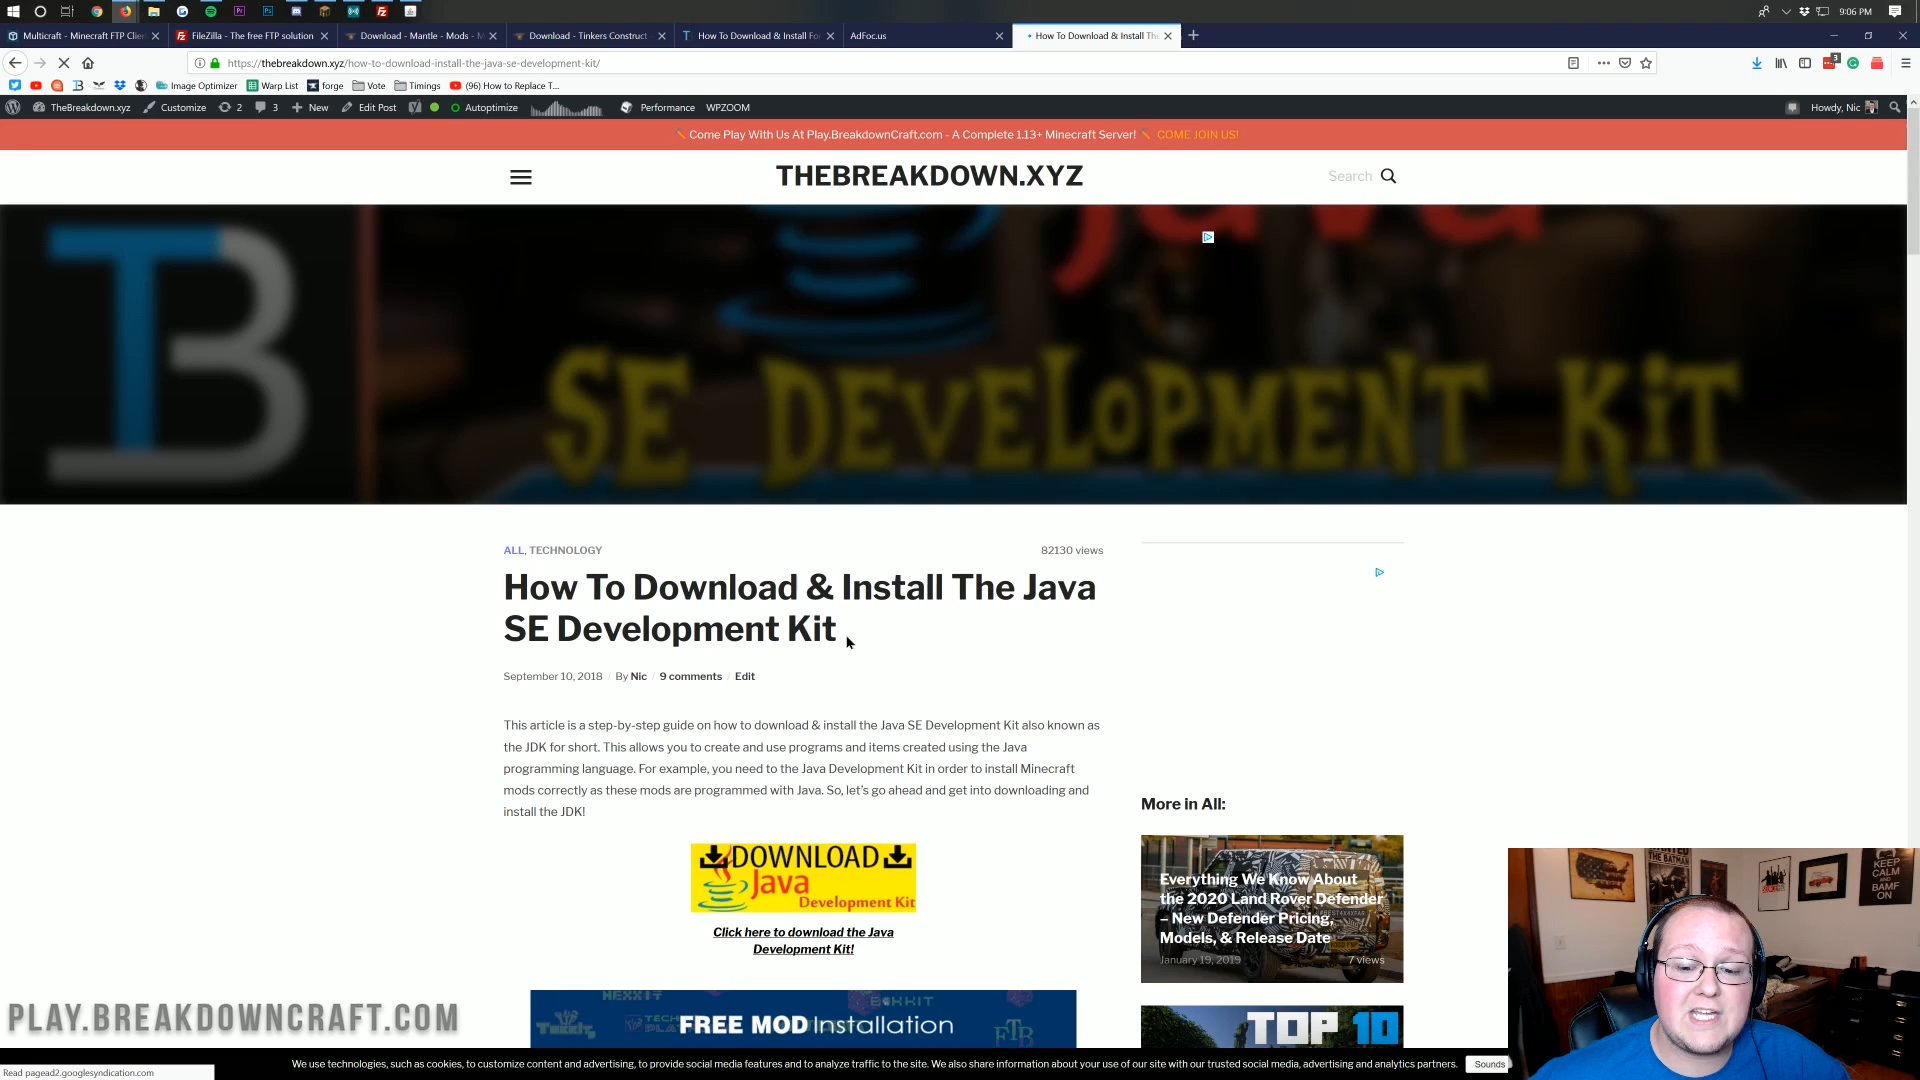 9:06 PM
Multicraft - Minecraft FTP Clie
FileZilla - The free FTP solution
Download - Mantle - Mods - M
Download - Tinkers Construct
How To Download & Install Fo
AdFoc.us
How To Download & Install The
https://thebreakdown.xyz/how-to-download-install-the-java-se-development-kit/
3
Image Optimizer
Warp List
forge
Vote
Timings
(96) How to Replace T...
TheBreakdown.xyz
Customize
2
3
New
Edit Post
Autoptimize
Performance
WPZOOM
Howdy, Nic
Come Play With Us At Play.BreakdownCraft.com - A Complete 1.13+ Minecraft Server! COME JOIN US!
THEBREAKDOWN.XYZ
Search
TB
Java
SE DEVELOPMENT KIT
ALL, TECHNOLOGY
82130 views
How To Download & Install The Java
SE Development Kit
September 10, 2018 / By Nic / 9 comments / Edit
This article is a step-by-step guide on how to download & install the Java SE Development Kit also known as
the JDK for short. This allows you to create and use programs and items created using the Java
programming language. For example, you need to the Java Development Kit in order to install Minecraft
mods correctly as these mods are programmed with Java. So, let's go ahead and get into downloading and
install the JDK!
DOWNLOAD
Java
Development Kit
Click here to download the Java
Development Kit!
More in All:
Everything We Know About
the 2020 Land Rover Defender
– New Defender Pricing,
Models, & Release Date
January 19, 2019
7 views
HEXXIT
BUKKIT
Tekkit
FREE MOD Installation
FTB
TOP 10
KEEP
CALM
AND
BAMF
ON
THE BATMAN
PLAY.BREAKDOWNCRAFT.COM
We use technologies, such as cookies, to customize content and advertising, to provide social media features and to analyze traffic to the site. We also share information about your use of our site with our trusted social media, advertising and analytics partners.
Sounds
Read pagead2.googlesyndication.com